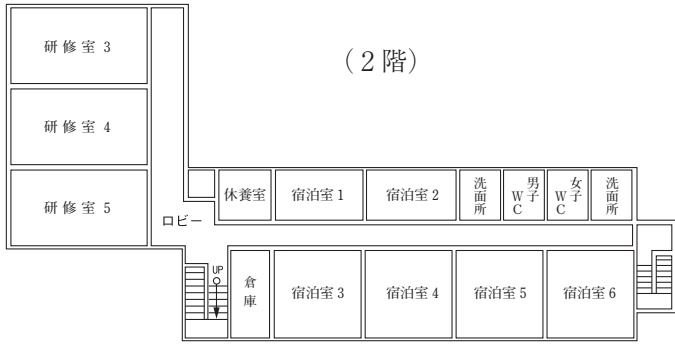 (2階)
研修室 3
研修室 4
研修室 5
ロビー
休養室
宿泊室 1
宿泊室 2
洗面所
男子WC
女子WC
洗面所
UP
倉庫
宿泊室 3
宿泊室 4
宿泊室 5
宿泊室 6